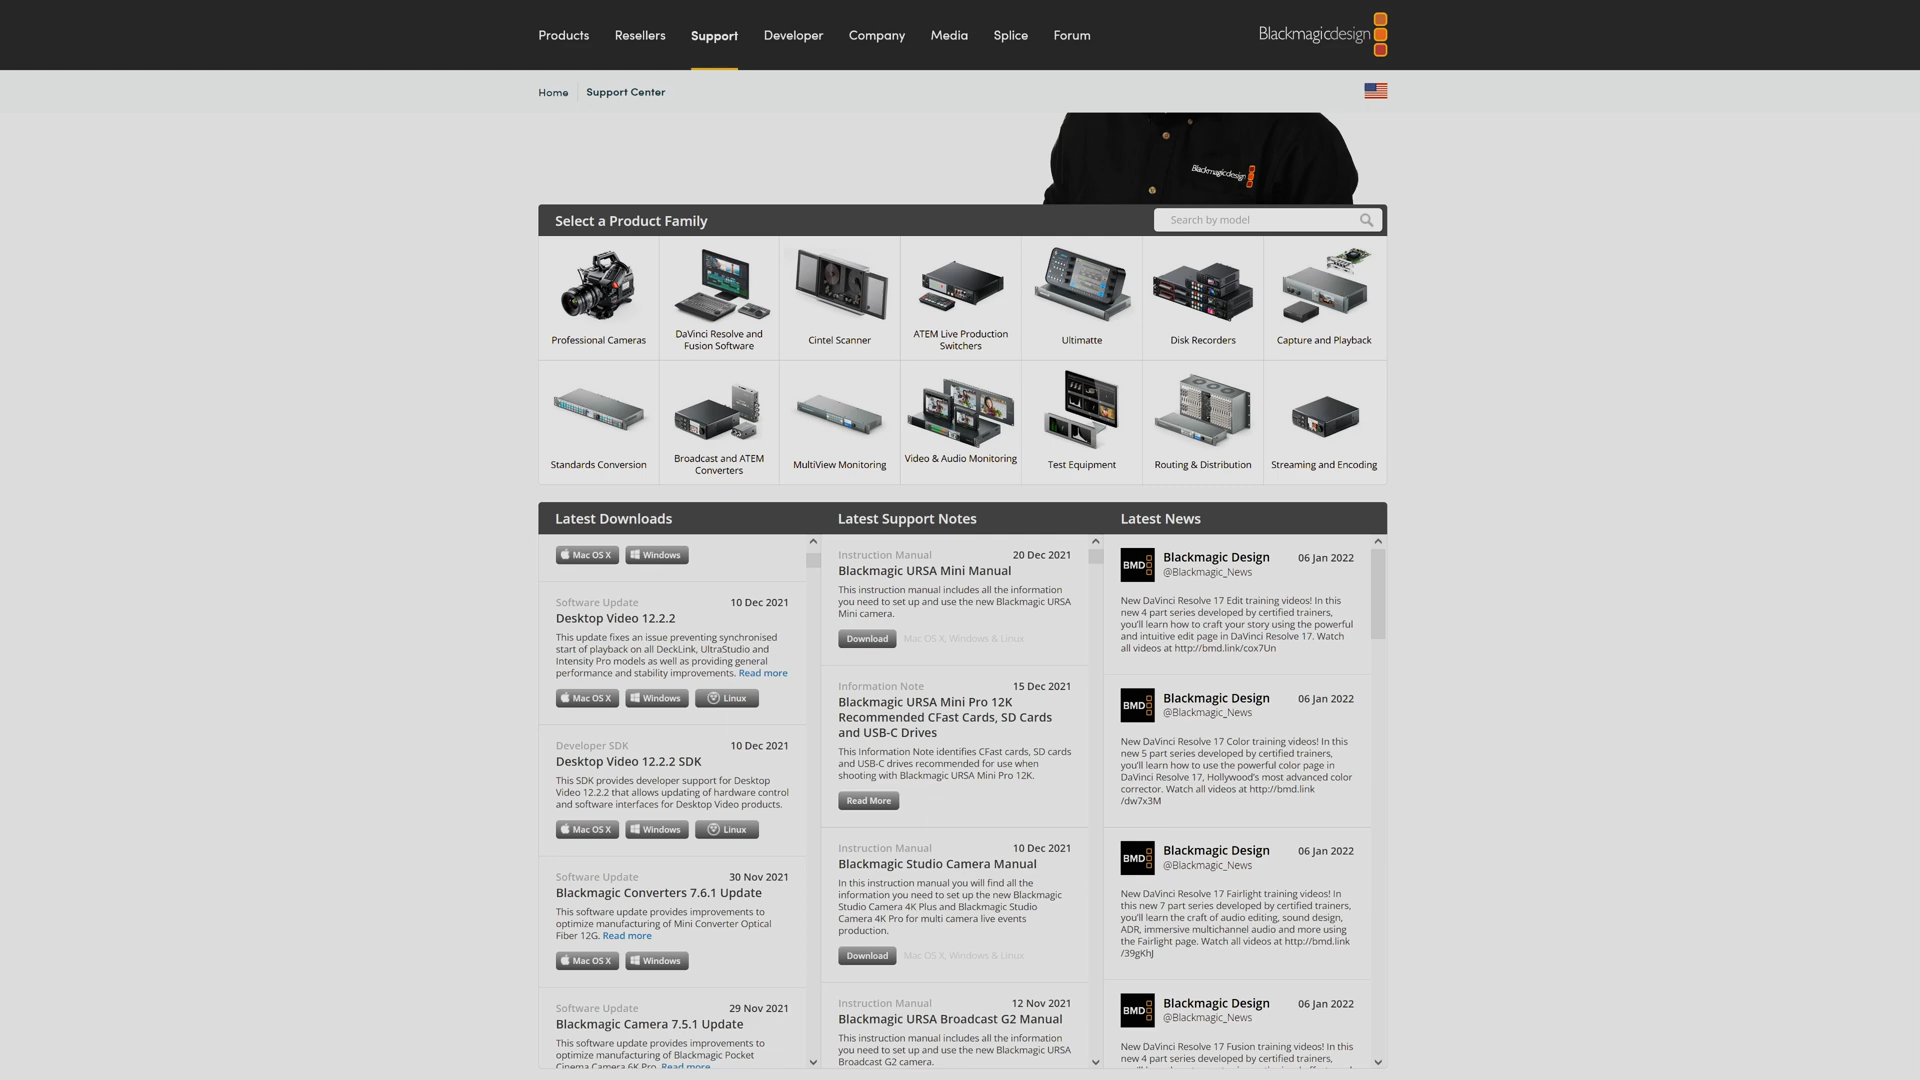 Products Resellers Support Developer Company Media Splice Forum
Blackmagicdesign
Home Support Center
Blackmagicdesign
Select a Product Family
Search by model
Professional Cameras
DaVinci Resolve and
Fusion Software
Cintel Scanner
ATEM Live Production
Switchers
Ultimatte
Disk Recorders
Capture and Playback
Standards Conversion
Broadcast and ATEM
Converters
MultiView Monitoring
Video & Audio Monitoring
Test Equipment
Routing & Distribution
Streaming and Encoding
Latest Downloads
Mac OS X Windows
Software Update 10 Dec 2021
Desktop Video 12.2.2
This update fixes an issue preventing synchronised
start of playback on all DeckLink, UltraStudio and
Intensity Pro models as well as providing general
performance and stability improvements. Read more
Mac OS X Windows Linux
Developer SDK 10 Dec 2021
Desktop Video 12.2.2 SDK
This SDK provides developer support for Desktop
Video 12.2.2 that allows updating of hardware control
and software interfaces for Desktop Video products.
Mac OS X Windows Linux
Software Update 30 Nov 2021
Blackmagic Converters 7.6.1 Update
This software update provides improvements to
optimize manufacturing of Mini Converter Optical
Fiber 12G. Read more
Mac OS X Windows
Software Update 29 Nov 2021
Blackmagic Camera 7.5.1 Update
This software update provides improvements to
optimize manufacturing of Blackmagic Pocket
Cinema Camera 6K Pro. Read more
Latest Support Notes
Instruction Manual 20 Dec 2021
Blackmagic URSA Mini Manual
This instruction manual includes all the information
you need to set up and use the new Blackmagic URSA
Mini camera.
Download Mac OS X, Windows & Linux
Information Note 15 Dec 2021
Blackmagic URSA Mini Pro 12K
Recommended CFast Cards, SD Cards
and USB-C Drives
This Information Note identifies CFast cards, SD cards
and USB-C drives recommended for use when
shooting with Blackmagic URSA Mini Pro 12K.
Read More
Instruction Manual 10 Dec 2021
Blackmagic Studio Camera Manual
In this instruction manual you will find all the
information you need to set up the new Blackmagic
Studio Camera 4K Plus and Blackmagic Studio
Camera 4K Pro for multi camera live events
production.
Download Mac OS X, Windows & Linux
Instruction Manual 12 Nov 2021
Blackmagic URSA Broadcast G2 Manual
This instruction manual includes all the information
you need to set up and use the new Blackmagic URSA
Broadcast G2 camera.
Latest News
BMD Blackmagic Design 06 Jan 2022
@Blackmagic_News
New DaVinci Resolve 17 Edit training videos! In this
new 4 part series developed by certified trainers,
you'll learn how to craft your story using the powerful
and intuitive edit page in DaVinci Resolve 17. Watch
all videos at http://bmd.link/cox7Un
BMD Blackmagic Design 06 Jan 2022
@Blackmagic_News
New DaVinci Resolve 17 Color training videos! In this
new 5 part series developed by certified trainers,
you'll learn how to use the powerful color page in
DaVinci Resolve 17, Hollywood's most advanced color
corrector. Watch all videos at http://bmd.link
/dw7x3M
BMD Blackmagic Design 06 Jan 2022
@Blackmagic_News
New DaVinci Resolve 17 Fairlight training videos! In
this new 7 part series developed by certified trainers,
you'll learn the craft of audio editing, sound design,
ADR, immersive multichannel audio and more using
the Fairlight page. Watch all videos at http://bmd.link
/39gKhJ
BMD Blackmagic Design 06 Jan 2022
@Blackmagic_News
New DaVinci Resolve 17 Fusion training videos! In this
new 4 part series developed by certified trainers,